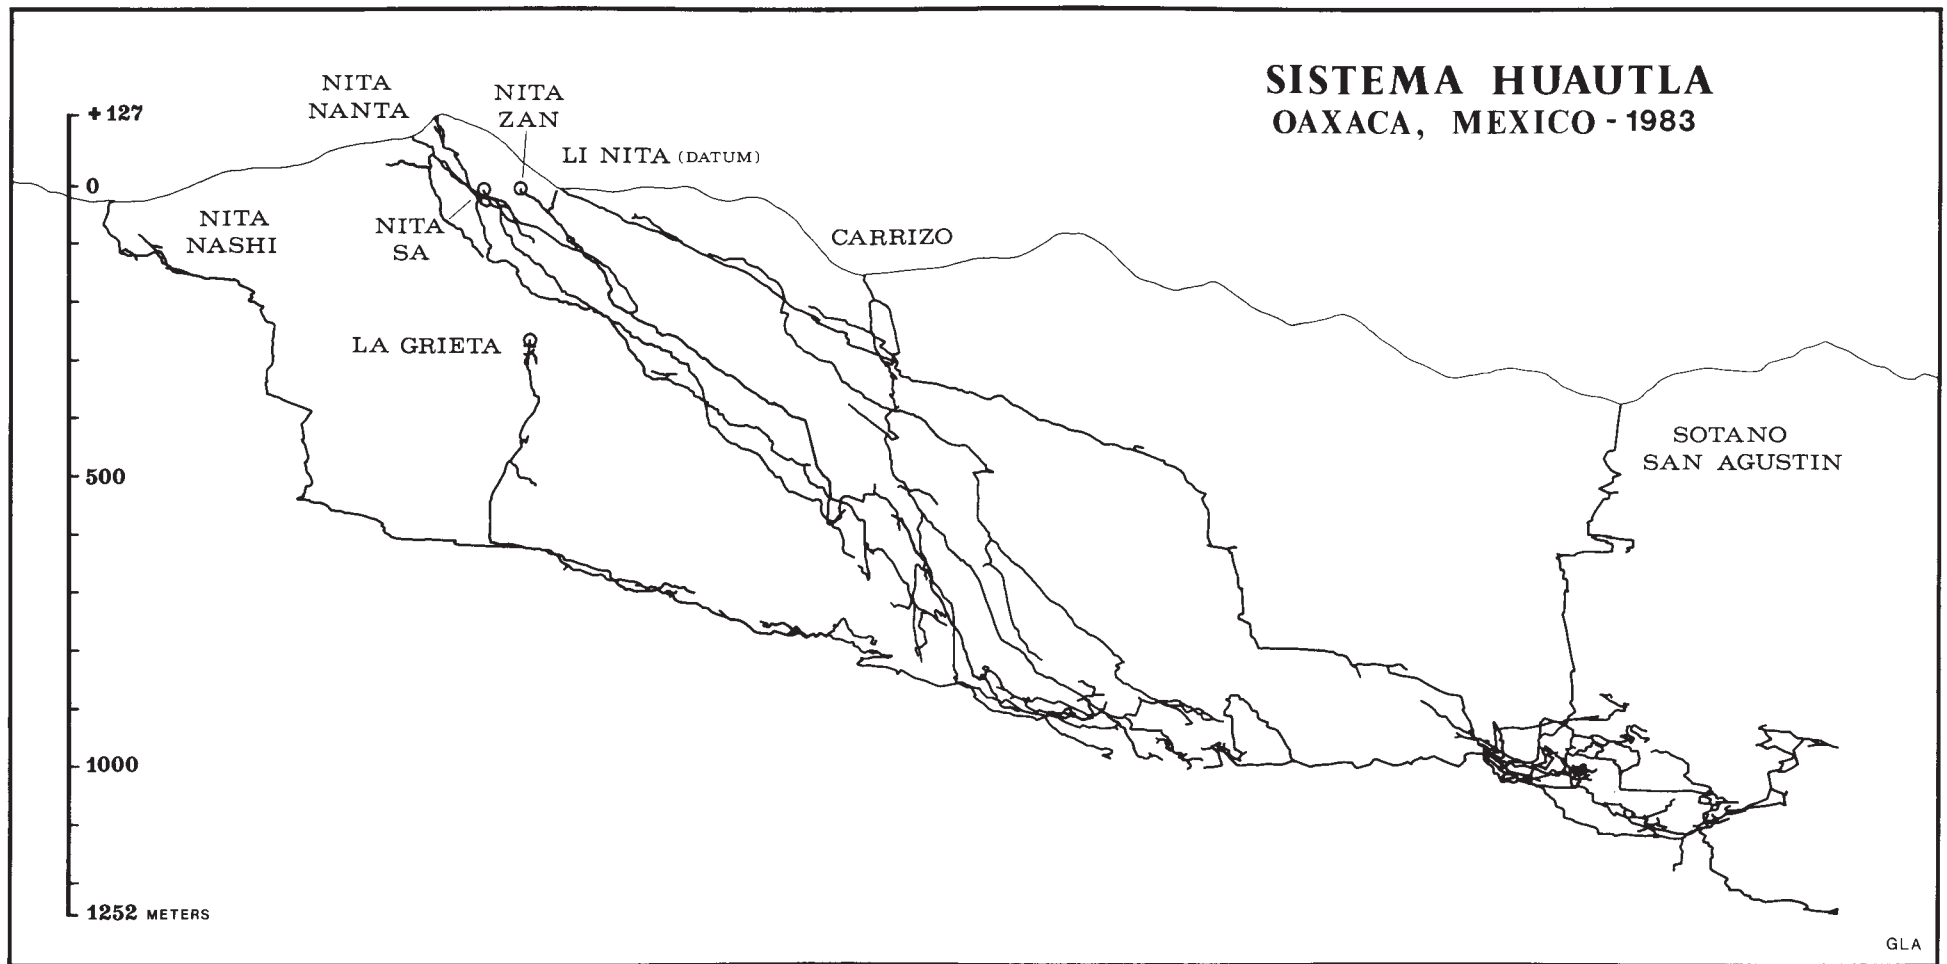 SISTEMA HUAUTLA
OAXACA, MEXICO - 1983
NITA
NANTA
NITA
ZAN
LI NITA (DATUM)
+127
0
NITA
NASHI
NITA
SA
CARRIZO
LA GRIETA
SOTANO
SAN AGUSTIN
500
1000
1252 METERS
GLA